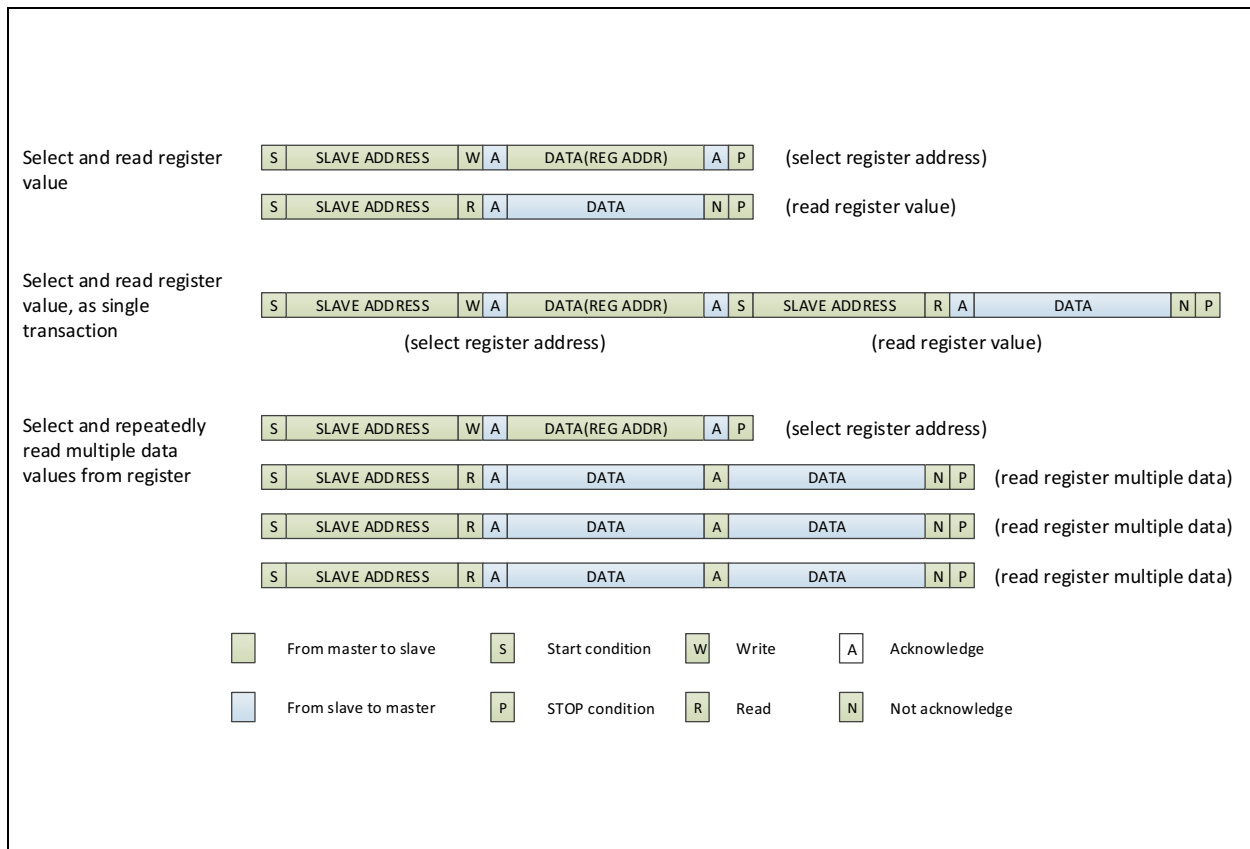 Select and read register
value
S SLAVE ADDRESS W A DATA(REG ADDR) A P (select register address)
S SLAVE ADDRESS R A DATA N P (read register value)
Select and read register
value, as single
transaction
S SLAVE ADDRESS W A DATA(REG ADDR) A S SLAVE ADDRESS R A DATA N P
(select register address) (read register value)
Select and repeatedly
read multiple data
values from register
S SLAVE ADDRESS W A DATA(REG ADDR) A P (select register address)
S SLAVE ADDRESS R A DATA A DATA N P (read register multiple data)
S SLAVE ADDRESS R A DATA A DATA N P (read register multiple data)
S SLAVE ADDRESS R A DATA A DATA N P (read register multiple data)
From master to slave S Start condition W Write A Acknowledge
From slave to master P STOP condition R Read N Not acknowledge